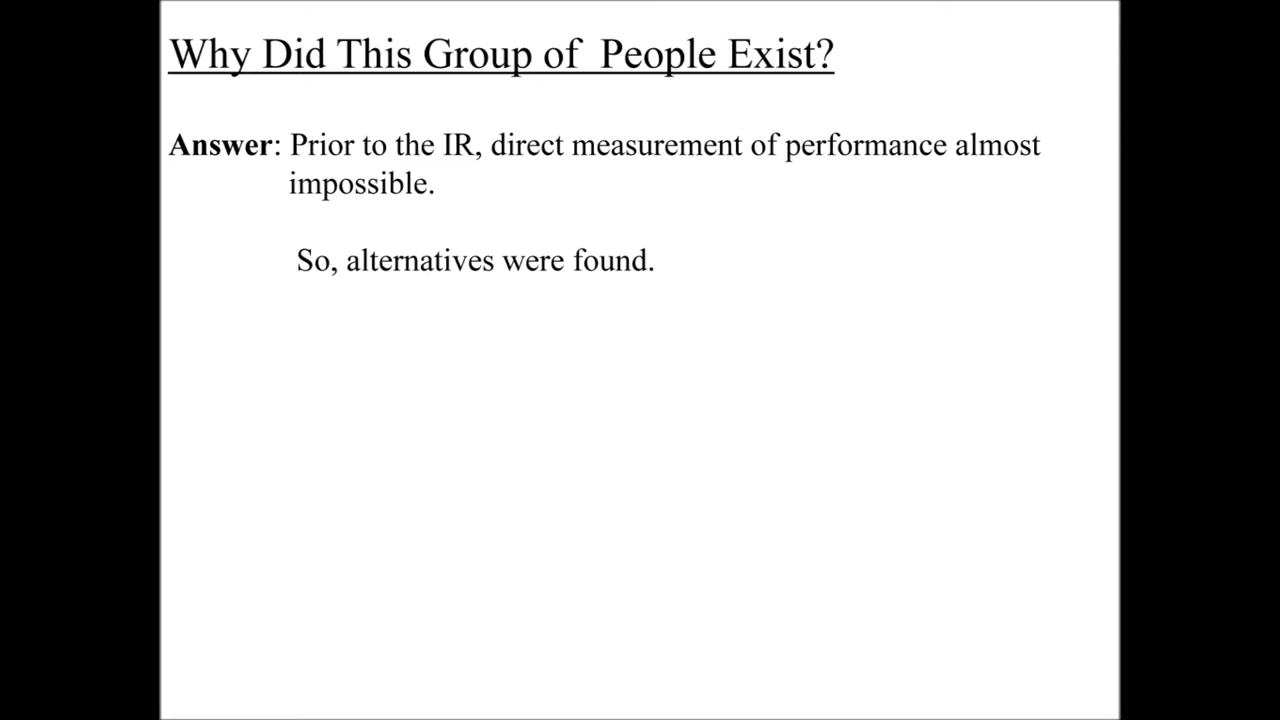 Why Did This Group of People Exist?
Answer: Prior to the IR, direct measurement of performance almost
impossible.
So, alternatives were found.